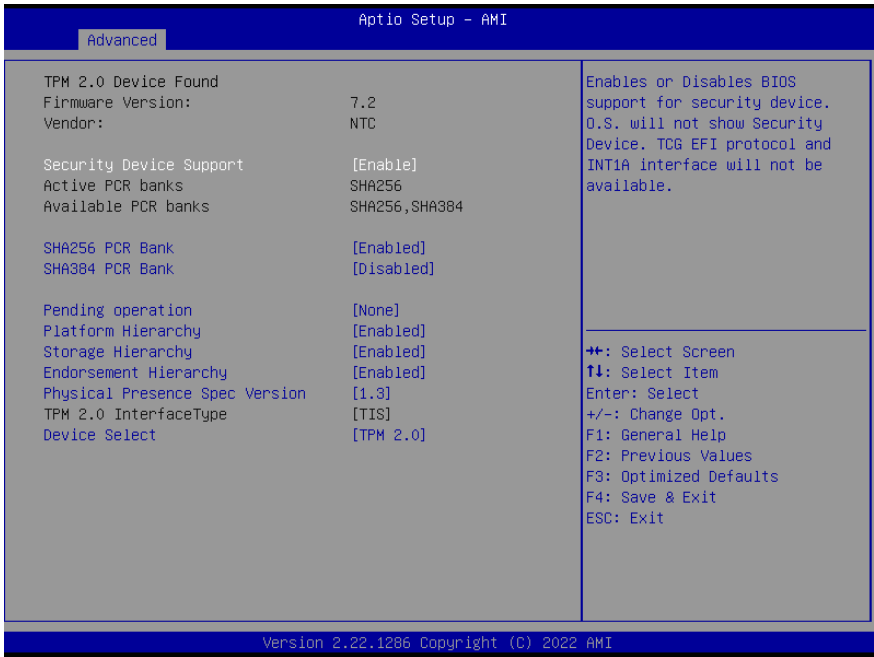 Aptio Setup – AMI
Advanced
TPM 2.0 Device Found
Firmware Version: 7.2
Vendor: NTC
Security Device Support [Enable]
Active PCR banks SHA256
Available PCR banks SHA256,SHA384
SHA256 PCR Bank [Enabled]
SHA384 PCR Bank [Disabled]
Pending operation [None]
Platform Hierarchy [Enabled]
Storage Hierarchy [Enabled]
Endorsement Hierarchy [Enabled]
Physical Presence Spec Version [1.3]
TPM 2.0 InterfaceType [TIS]
Device Select [TPM 2.0]
Enables or Disables BIOS
support for security device.
O.S. will not show Security
Device. TCG EFI protocol and
INT1A interface will not be
available.
→←: Select Screen
↑↓: Select Item
Enter: Select
+/-: Change Opt.
F1: General Help
F2: Previous Values
F3: Optimized Defaults
F4: Save & Exit
ESC: Exit
Version 2.22.1286 Copyright (C) 2022 AMI